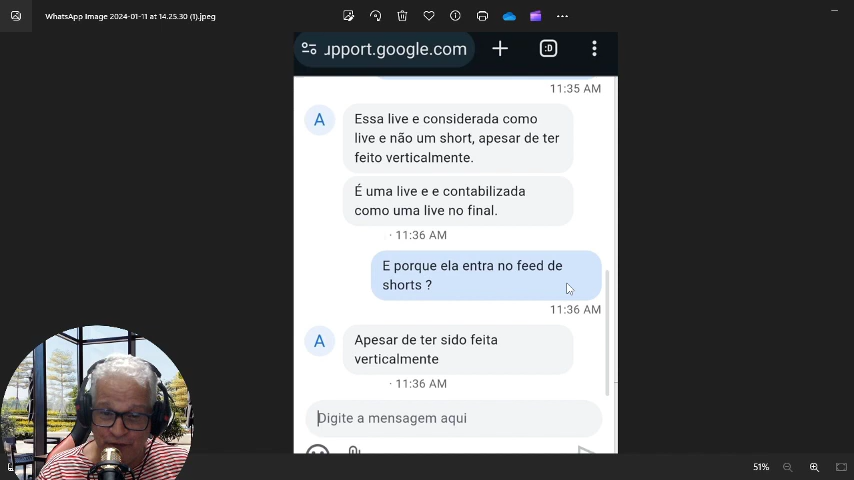 WhatsApp Image 2024-01-11 at 14.25.30 (1).jpeg
upport.google.com
:D
11:35 AM
A
Essa live e considerada como
live e não um short, apesar de ter
feito verticalmente.
É uma live e e contabilizada
como uma live no final.
· 11:36 AM
E porque ela entra no feed de
shorts ?
11:36 AM
A
Apesar de ter sido feita
verticalmente
· 11:36 AM
Digite a mensagem aqui
51%